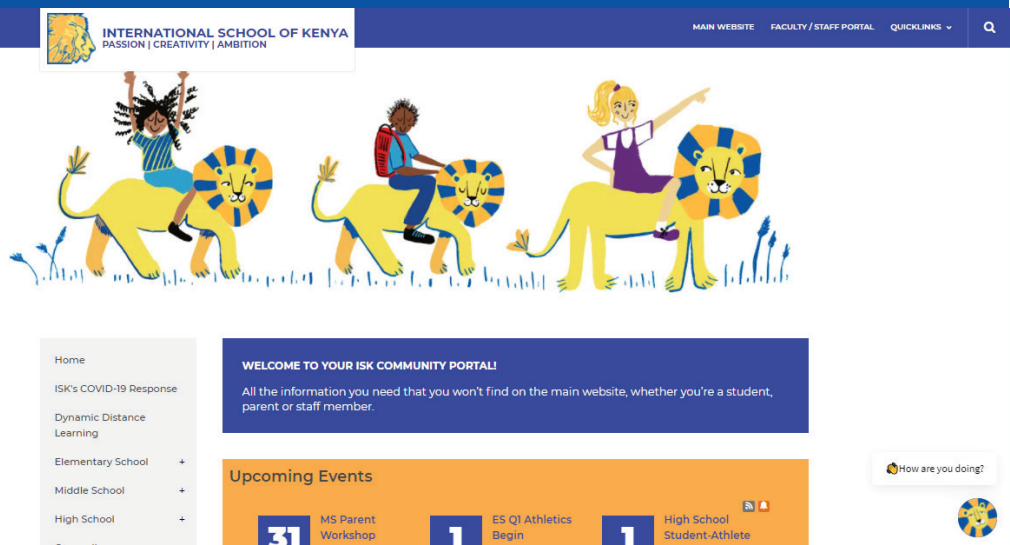 INTERNATIONAL SCHOOL OF KENYA
PASSION | CREATIVITY | AMBITION
MAIN WEBSITE FACULTY / STAFF PORTAL QUICKLINKS
Home
ISK's COVID-19 Response
Dynamic Distance
Learning
Elementary School +
Middle School +
High School +
WELCOME TO YOUR ISK COMMUNITY PORTAL!
All the information you need that you won't find on the main website, whether you're a student,
parent or staff member.
Upcoming Events
31
MS Parent
Workshop
1
ES Q1 Athletics
Begin
1
High School
Student-Athlete
How are you doing?